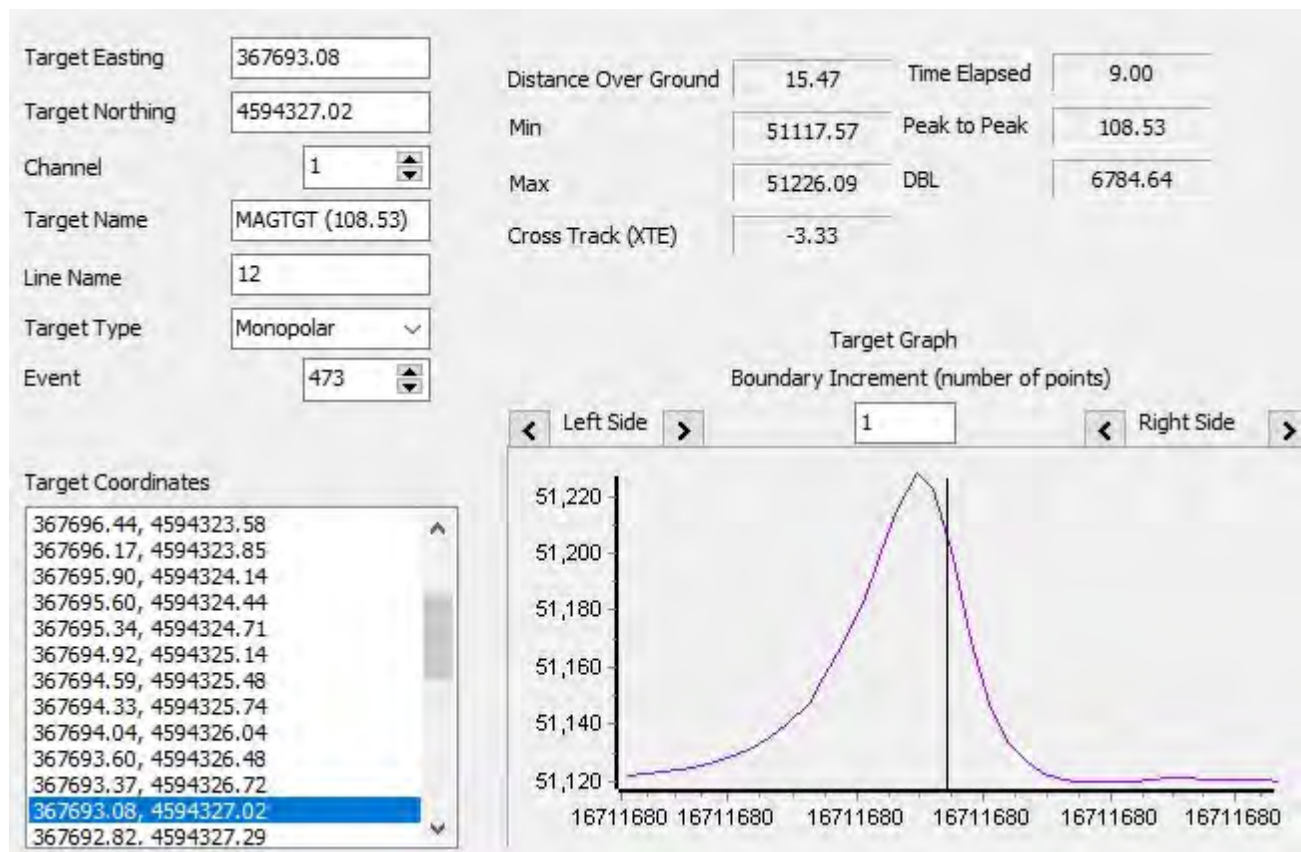 Target Easting 367693.08
Target Northing 4594327.02
Channel 1
Target Name MAGTGT (108.53)
Line Name 12
Target Type Monopolar
Event 473
Distance Over Ground 15.47 Time Elapsed 9.00
Min 51117.57 Peak to Peak 108.53
Max 51226.09 DBL 6784.64
Cross Track (XTE) -3.33
Target Coordinates
367696.44, 4594323.58
367696.17, 4594323.85
367695.90, 4594324.14
367695.60, 4594324.44
367695.34, 4594324.71
367694.92, 4594325.14
367694.59, 4594325.48
367694.33, 4594325.74
367694.04, 4594326.04
367693.60, 4594326.48
367693.37, 4594326.72
367693.08, 4594327.02
367692.82, 4594327.29
Target Graph
Boundary Increment (number of points)
Left Side 1 Right Side
51,220
51,200
51,180
51,160
51,140
51,120
16711680 16711680 16711680 16711680 16711680 16711680